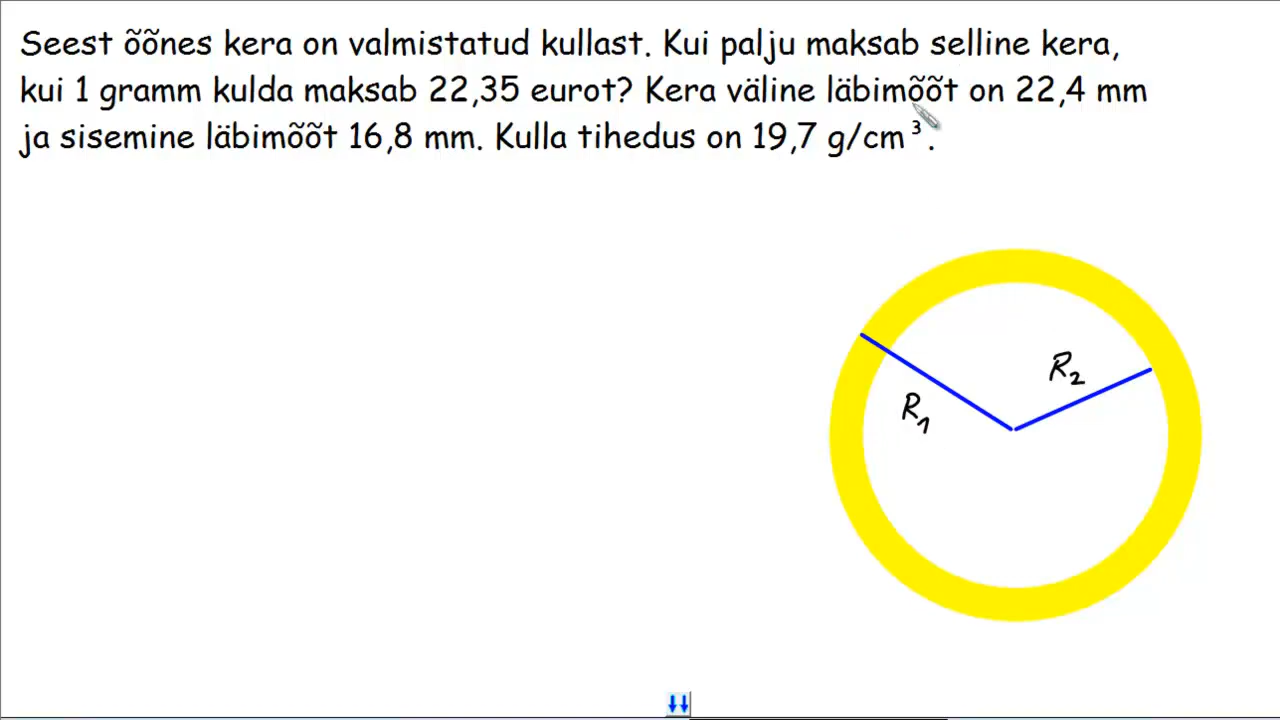 Seest õõnes kera on valmistatud kullast. Kui palju maksab selline kera,
kui 1 gramm kulda maksab 22,35 eurot? Kera väline läbimõõt on 22,4 mm
ja sisemine läbimõõt 16,8 mm. Kulla tihedus on 19,7 g/cm³.
R₂
R₁